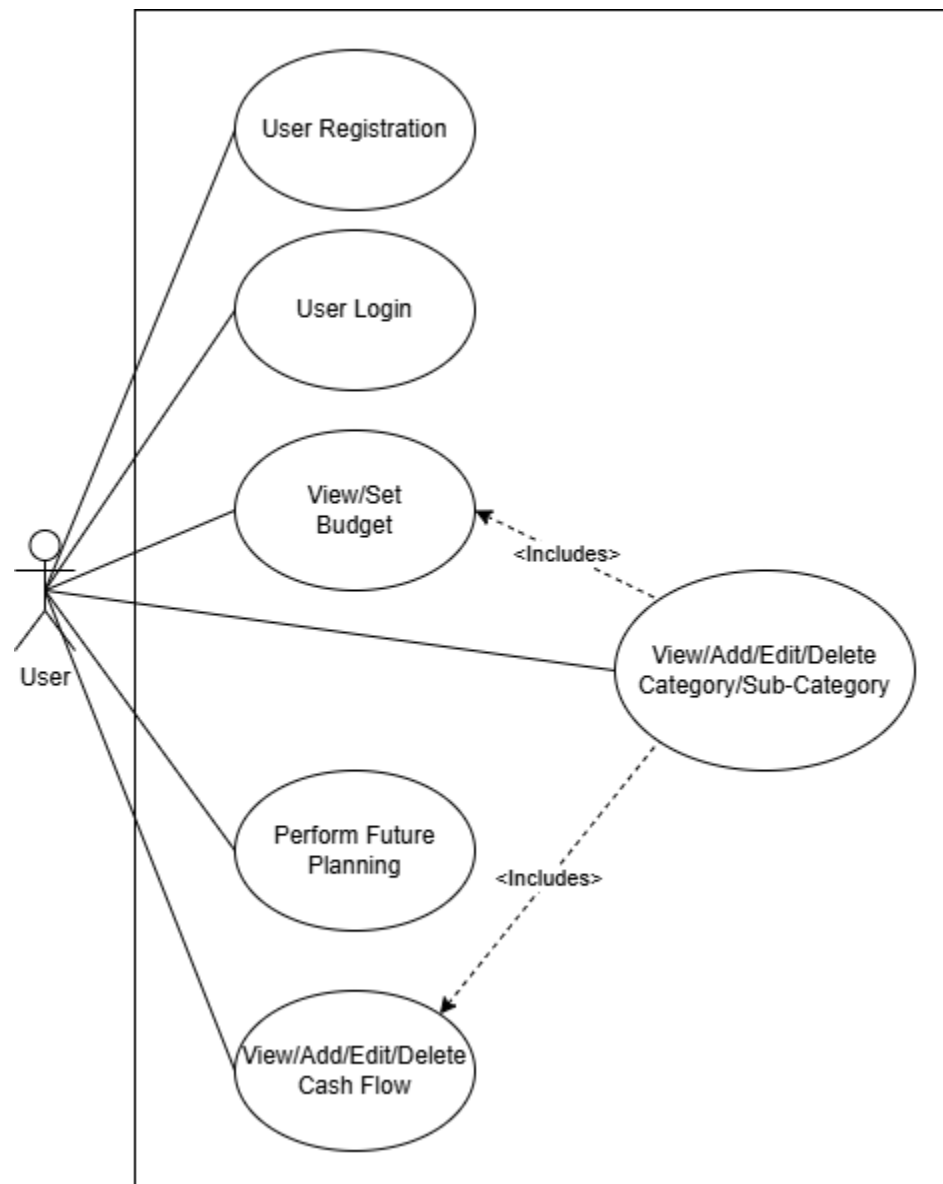 User Registration
User Login
View/Set
Budget
<Includes>
View/Add/Edit/Delete
Category/Sub-Category
User
Perform Future
Planning
<Includes>
View/Add/Edit/Delete
Cash Flow